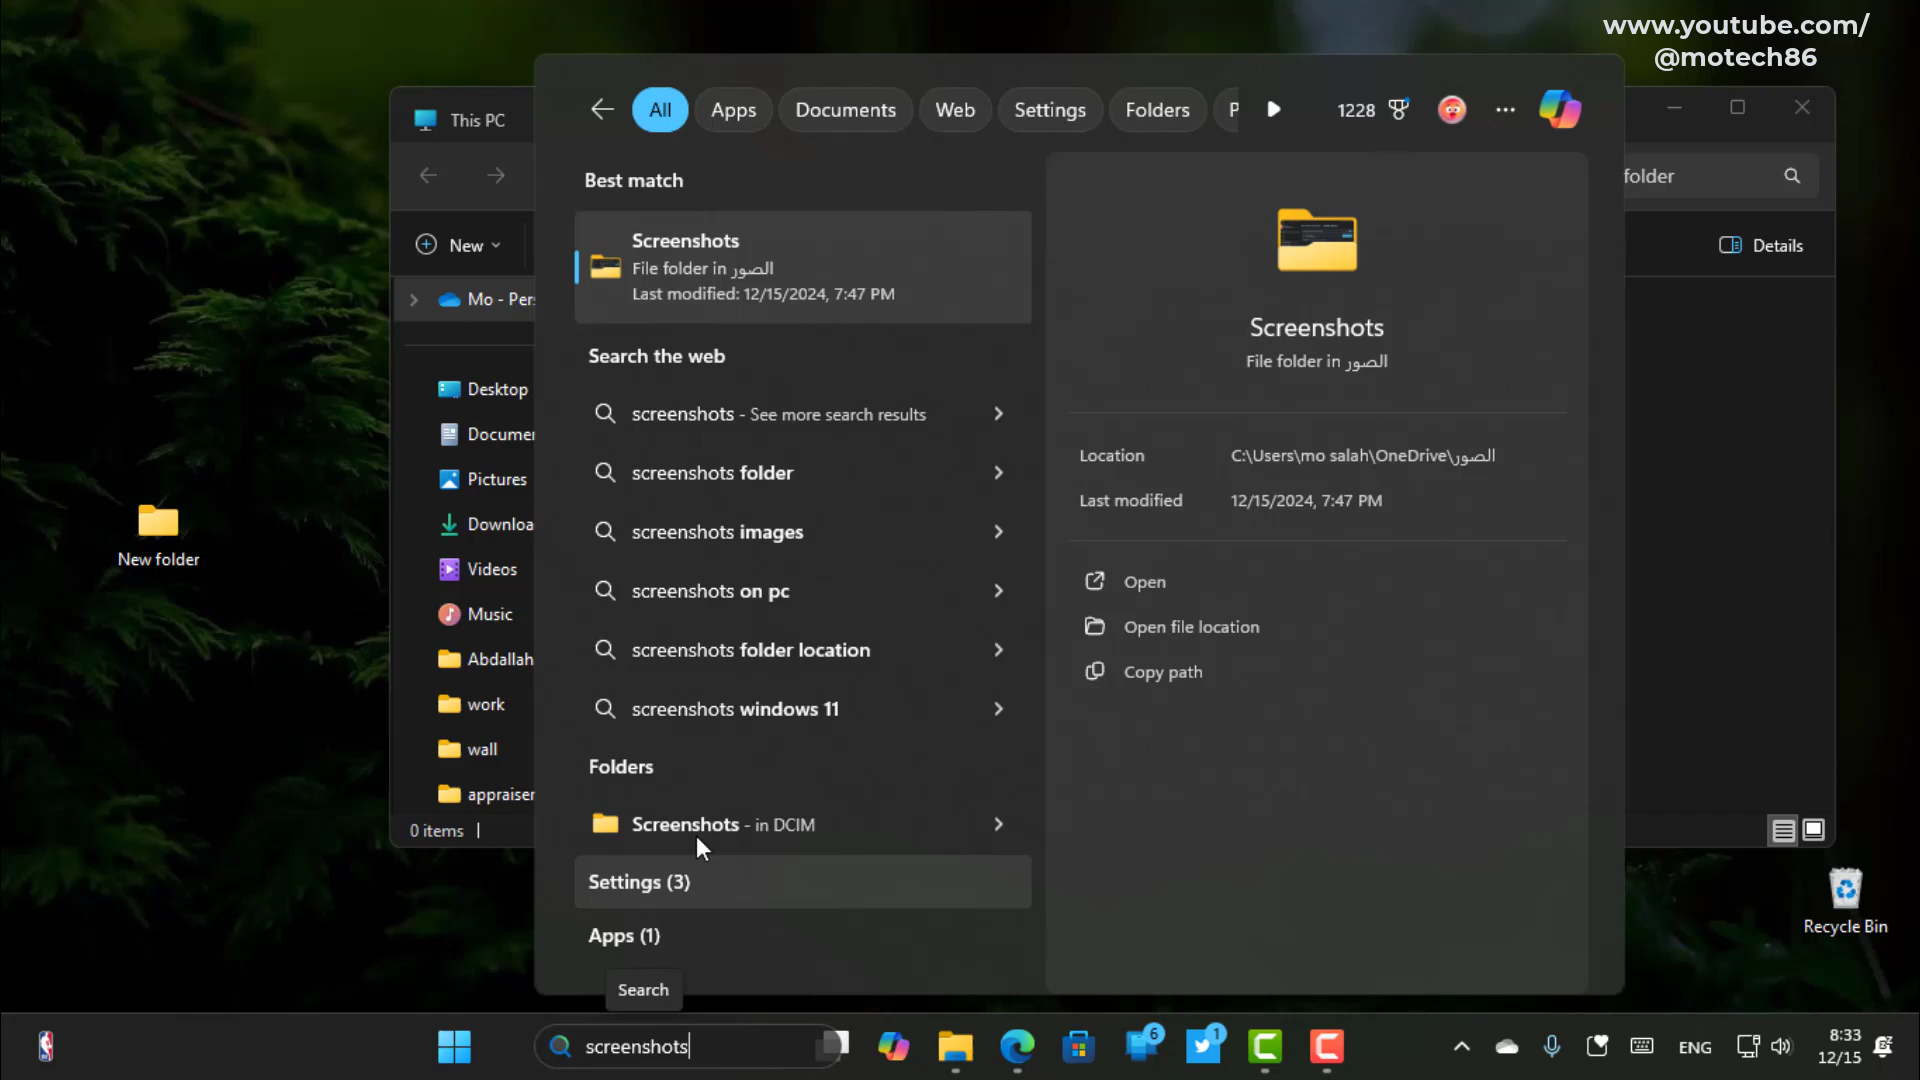 www.youtube.com/
@motech86
This PC
All
Apps
Documents
Web
Settings
Folders
P
1228
folder
New
Details
Mo - Pers
Desktop
Documen
Pictures
Downloa
Videos
Music
Abdallah
work
wall
appraiser
0 items
Best match
Screenshots
File folder in الصور
Last modified: 12/15/2024, 7:47 PM
Search the web
screenshots - See more search results
screenshots folder
screenshots images
screenshots on pc
screenshots folder location
screenshots windows 11
Folders
Screenshots - in DCIM
Settings (3)
Apps (1)
Search
Screenshots
File folder in الصور
Location C:\Users\mo salah\OneDrive\الصور
Last modified 12/15/2024, 7:47 PM
Open
Open file location
Copy path
New folder
Recycle Bin
screenshots
6
1
ENG
8:33
12/15